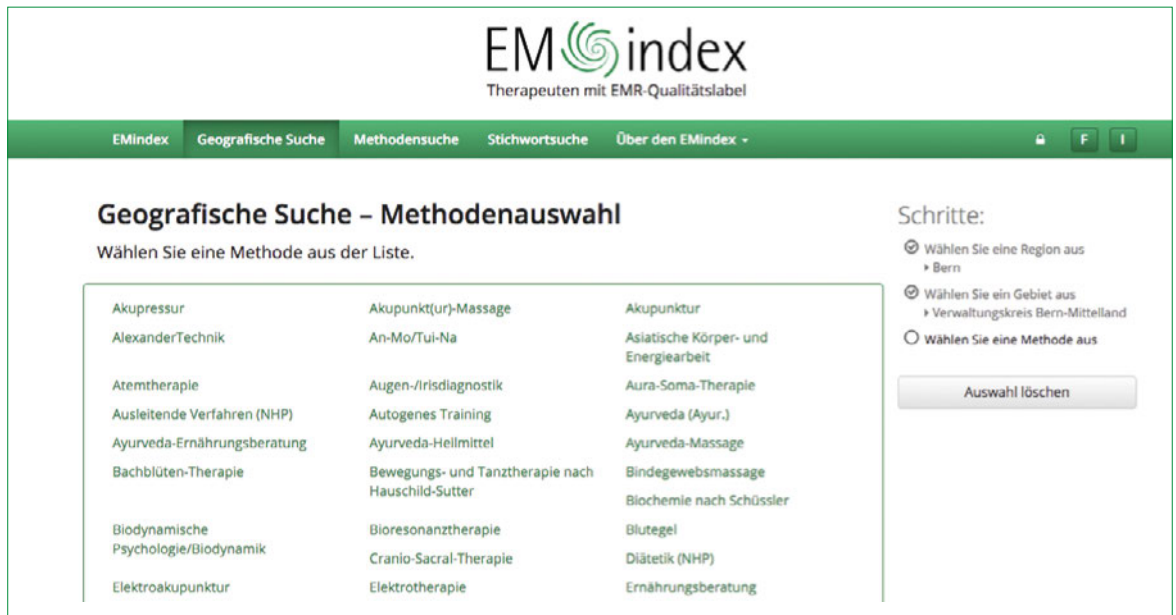 EM index
Therapeuten mit EMR-Qualitätslabel
EMindex Geografische Suche Methodensuche Stichwortsuche Über den EMindex F I
Geografische Suche – Methodenauswahl
Wählen Sie eine Methode aus der Liste.
Akupressur Akupunkt(ur)-Massage Akupunktur
AlexanderTechnik An-Mo/Tui-Na Asiatische Körper- und
Energiearbeit
Atemtherapie Augen-/Irisdiagnostik Aura-Soma-Therapie
Ausleitende Verfahren (NHP) Autogenes Training Ayurveda (Ayur.)
Ayurveda-Ernährungsberatung Ayurveda-Heilmittel Ayurveda-Massage
Bachblüten-Therapie Bewegungs- und Tanztherapie nach Bindegewebsmassage
Hauschild-Sutter
Biochemie nach Schüssler
Biodynamische Bioresonanztherapie Blutegel
Psychologie/Biodynamik
Cranio-Sacral-Therapie Diätetik (NHP)
Elektroakupunktur Elektrotherapie Ernährungsberatung
Schritte:
Wählen Sie eine Region aus
Bern
Wählen Sie ein Gebiet aus
Verwaltungskreis Bern-Mittelland
Wählen Sie eine Methode aus
Auswahl löschen